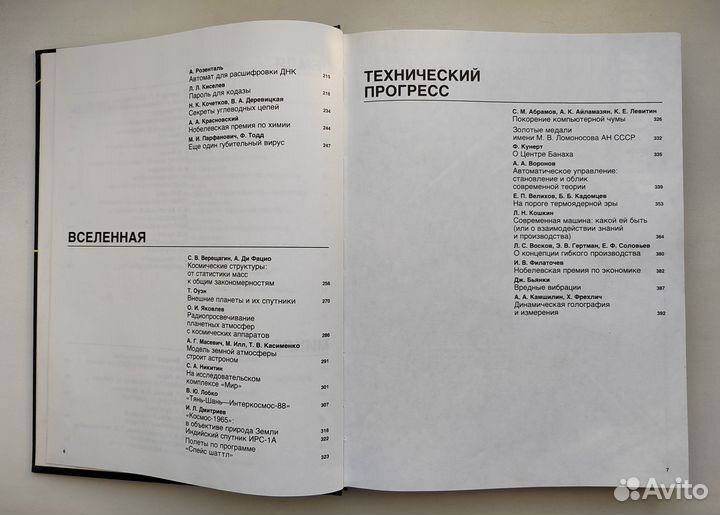 А. Розенталь
Автомат для расшифровки ДНК 215
Л. Л. Киселев
Пароль для кодазы 218
Н. К. Кочетков, В. А. Деревицкая
Секреты углеводных цепей 234
А. А. Красновский
Нобелевская премия по химии 244
М. И. Парфанович, Ф. Тодд
Еще один губительный вирус 247
ВСЕЛЕННАЯ
С. В. Верещагин, А. Ди Фацио
Космические структуры:
от статистики масс
к общим закономерностям 258
Т. Оуэн
Внешние планеты и их спутники 270
О. И. Яковлев
Радиопросвечивание
планетных атмосфер
с космических аппаратов 286
А. Г. Масевич, М. Илл, Т. В. Касименко
Модель земной атмосферы
строит астроном 291
С. А. Никитин
На исследовательском
комплексе «Мир» 301
В. Ю. Лобко
«Тянь-Шань—Интеркосмос-88» 307
И. Л. Дмитриев
«Космос-1965»:
в объективе природа Земли 316
Индийский спутник ИРС-1А 322
Полеты по программе
«Спейс шаттл» 323
6
ТЕХНИЧЕСКИЙ
ПРОГРЕСС
С. М. Абрамов, А. К. Айламазян, К. Е. Левитин
Покорение компьютерной чумы 326
Золотые медали
имени М. В. Ломоносова АН СССР 332
Ф. Кунерт
О Центре Банаха 335
А. А. Воронов
Автоматическое управление:
становление и облик
современной теории 339
Е. П. Велихов, Б. Б. Кадомцев
На пороге термоядерной эры 353
Л. Н. Кошкин
Современная машина: какой ей быть
(или о взаимодействии знаний
и производства) 364
Л. С. Восков, Э. В. Гертман, Е. Ф. Соловьев
О концепции гибкого производства 380
И. В. Филаточев
Нобелевская премия по экономике 382
Дж. Бьянки
Вредные вибрации 387
А. А. Камшилин, Х. Фрехлич
Динамическая голография
и измерения 392
7
Avito